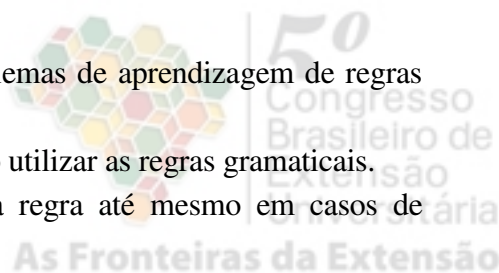 lemas de aprendizagem de regras
utilizar as regras gramaticais.
regra até mesmo em casos de
5º
Congresso
Brasileiro de
Extensão
Universitária
As Fronteiras da Extensão